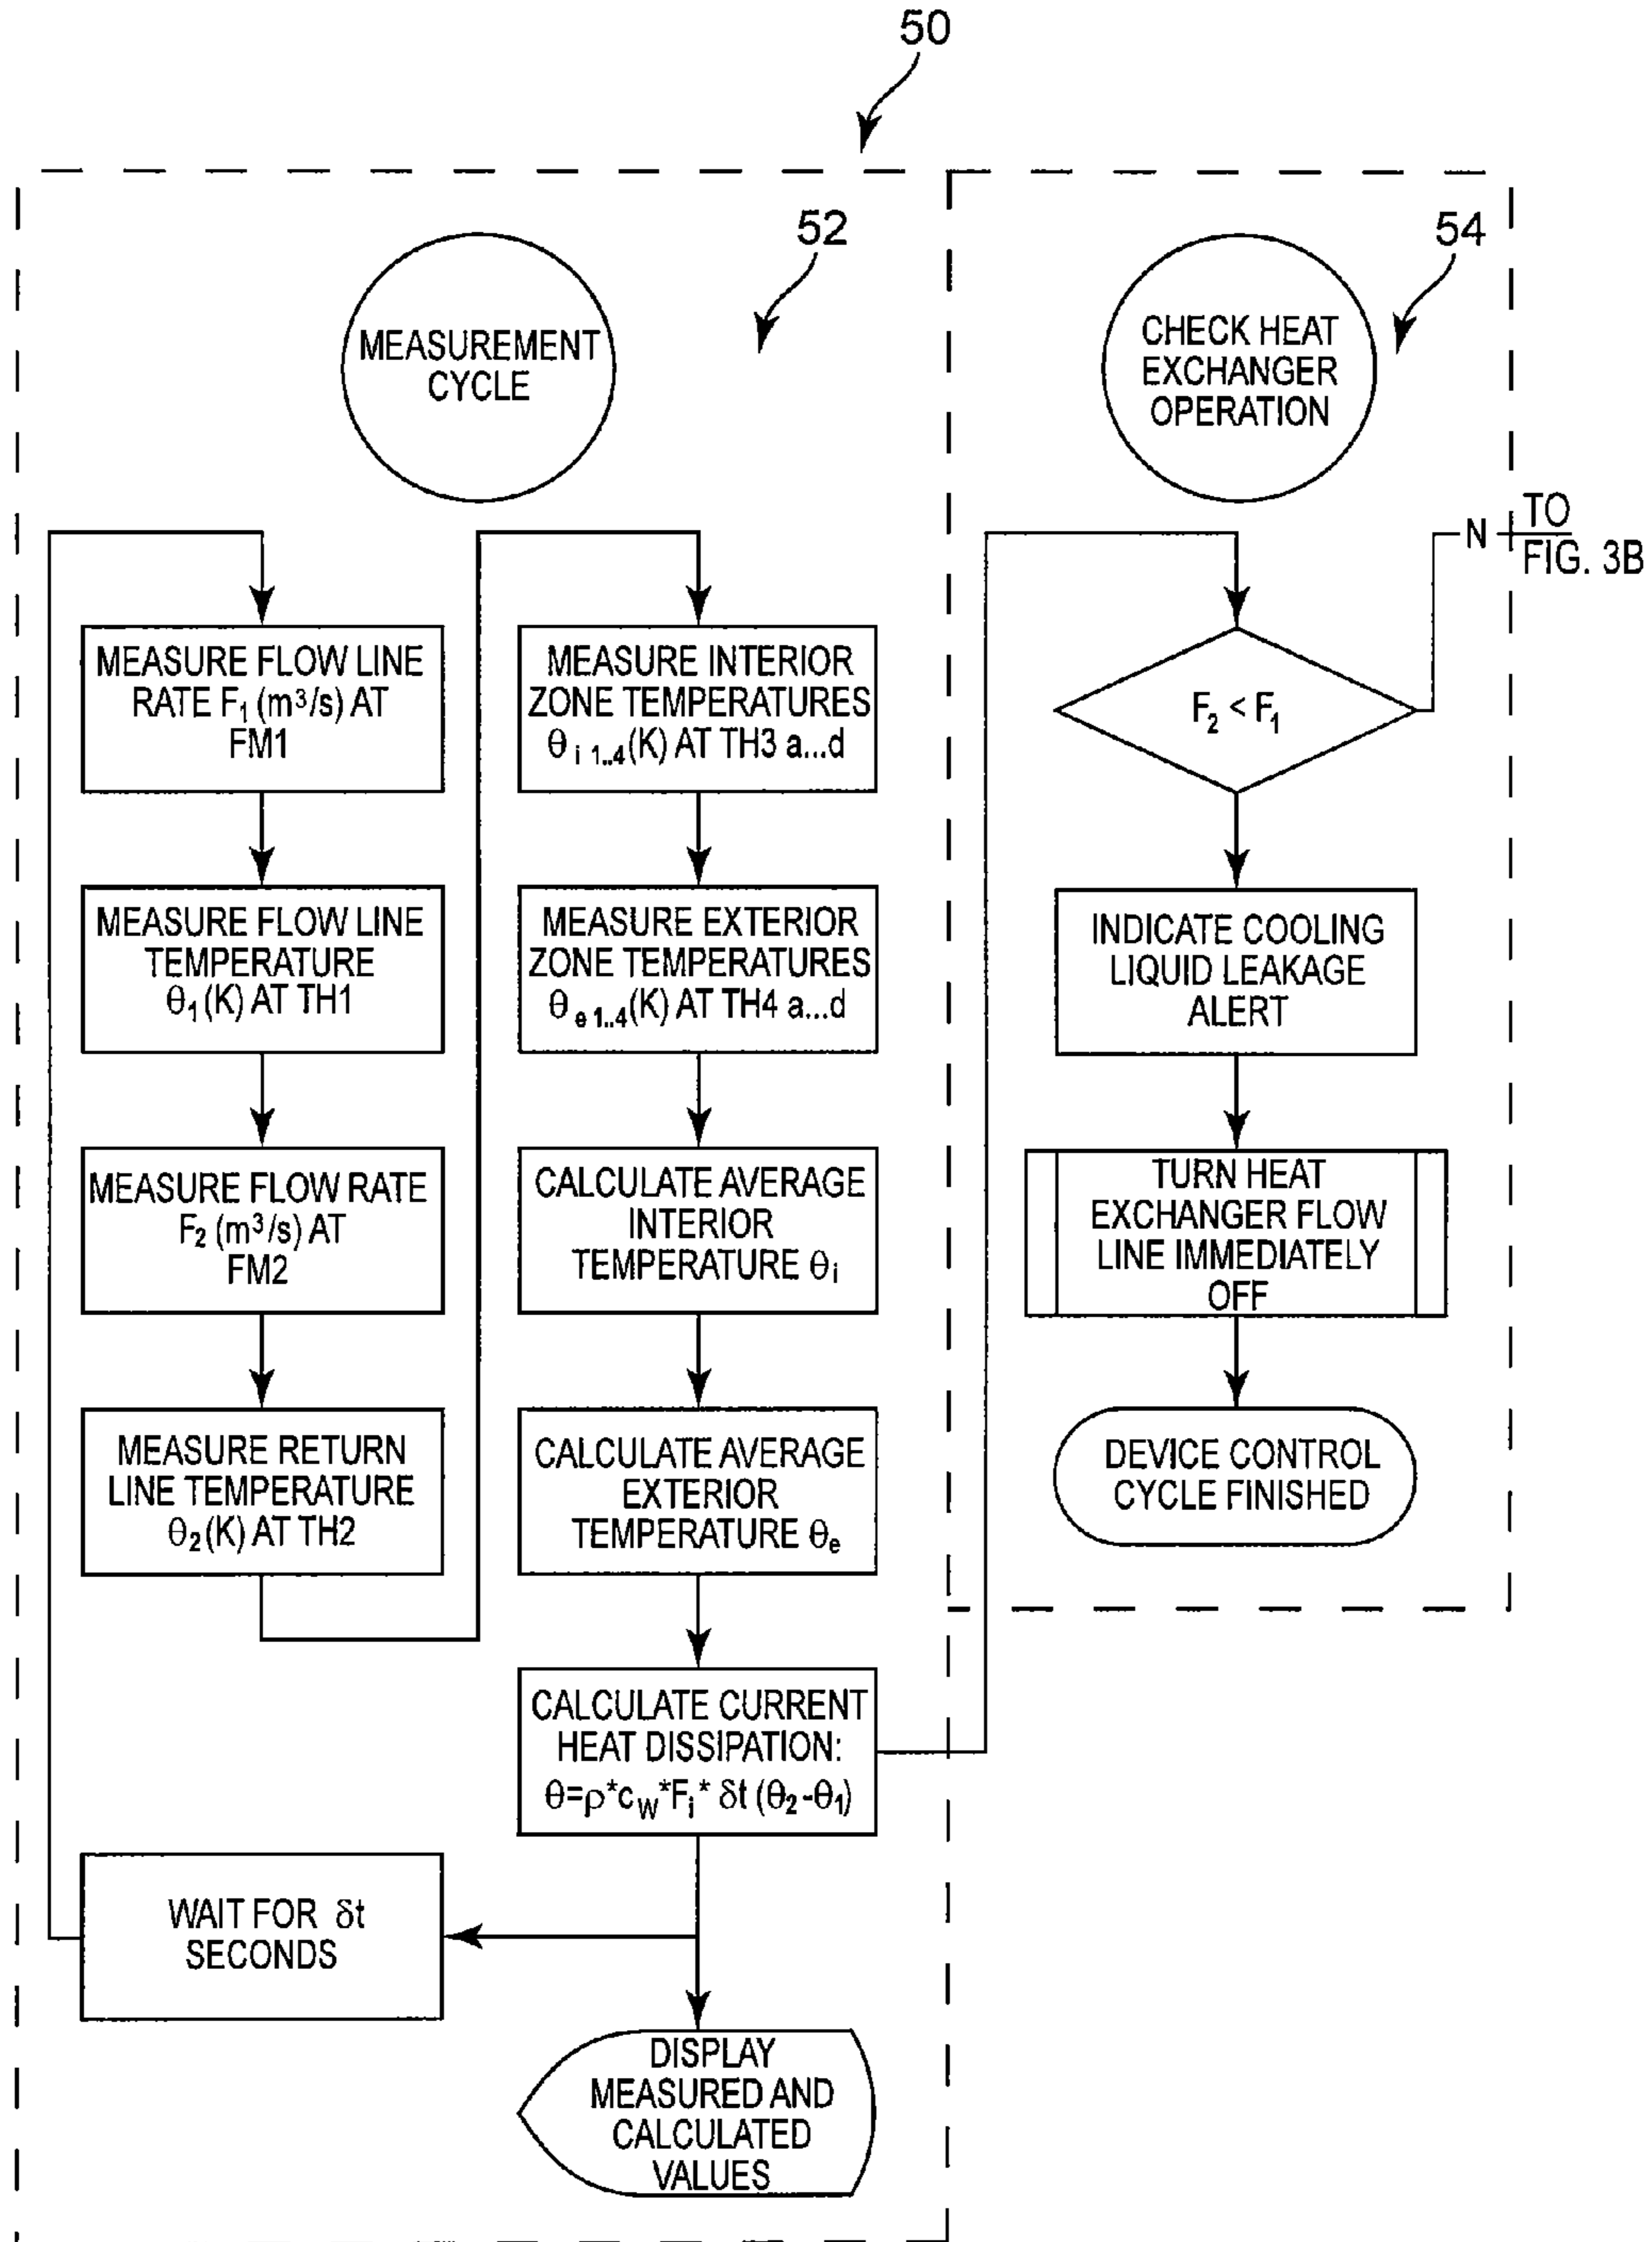 50
52
54
MEASUREMENT
CYCLE
CHECK HEAT
EXCHANGER
OPERATION
MEASURE FLOW LINE
RATE F₁ (m³/s) AT
FM1
MEASURE FLOW LINE
TEMPERATURE
θ₁(K) AT TH1
MEASURE FLOW RATE
F₂ (m³/s) AT
FM2
MEASURE RETURN
LINE TEMPERATURE
θ₂(K) AT TH2
MEASURE INTERIOR
ZONE TEMPERATURES
θ i 1..4(K) AT TH3 a...d
MEASURE EXTERIOR
ZONE TEMPERATURES
θ e 1..4(K) AT TH4 a...d
CALCULATE AVERAGE
INTERIOR
TEMPERATURE θi
CALCULATE AVERAGE
EXTERIOR
TEMPERATURE θe
CALCULATE CURRENT
HEAT DISSIPATION:
θ=ρ*cW*Fi* δt (θ₂-θ₁)
WAIT FOR δt
SECONDS
DISPLAY
MEASURED AND
CALCULATED
VALUES
N
TO
FIG. 3B
F₂ < F₁
INDICATE COOLING
LIQUID LEAKAGE
ALERT
TURN HEAT
EXCHANGER FLOW
LINE IMMEDIATELY
OFF
DEVICE CONTROL
CYCLE FINISHED